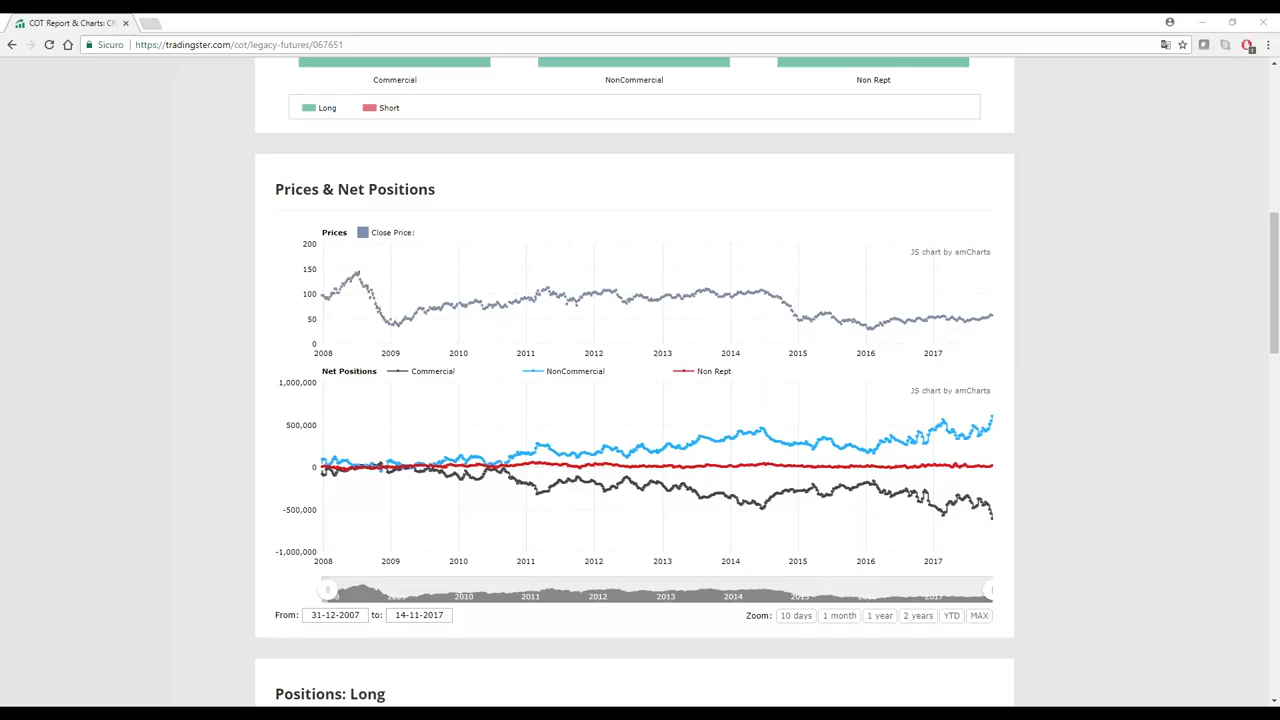 COT Report & Charts: CR
Sicuro https://tradingster.com/cot/legacy-futures/067651
1
Commercial NonCommercial Non Rept
Long Short
Prices & Net Positions
Prices Close Price:
JS chart by amCharts
200
150
100
50
0
2008 2009 2010 2011 2012 2013 2014 2015 2016 2017
Net Positions Commercial NonCommercial Non Rept
JS chart by amCharts
1,000,000
500,000
0
-500,000
-1,000,000
2008 2009 2010 2011 2012 2013 2014 2015 2016 2017
2009 2010 2011 2012 2013 2014 2015 2016 2017
From: 31-12-2007 to: 14-11-2017 Zoom: 10 days 1 month 1 year 2 years YTD MAX
Positions: Long